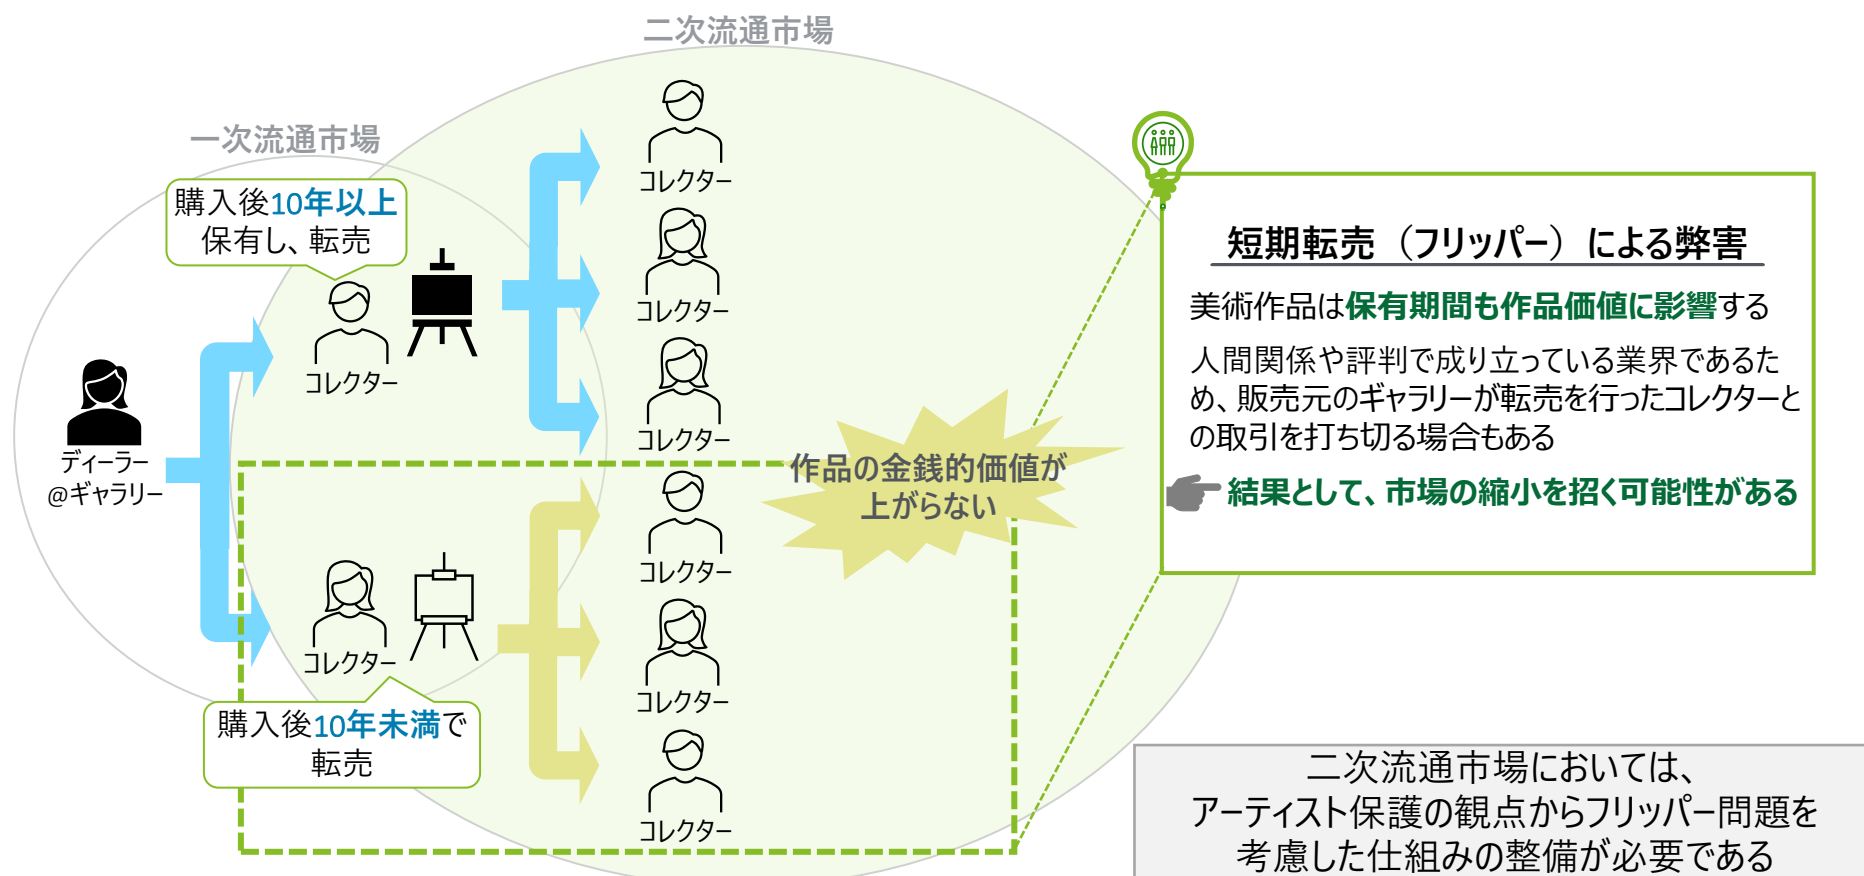 二次流通市場
一次流通市場
購入後10年以上
保有し、転売
コレクター
コレクター
コレクター
コレクター
ディーラー
@ギャラリー
作品の金銭的価値が
上がらない
コレクター
コレクター
コレクター
コレクター
購入後10年未満で
転売
短期転売（フリッパー）による弊害
美術作品は保有期間も作品価値に影響する
人間関係や評判で成り立っている業界であるた
め、販売元のギャラリーが転売を行ったコレクターと
の取引を打ち切る場合もある
結果として、市場の縮小を招く可能性がある
二次流通市場においては、
アーティスト保護の観点からフリッパー問題を
考慮した仕組みの整備が必要である